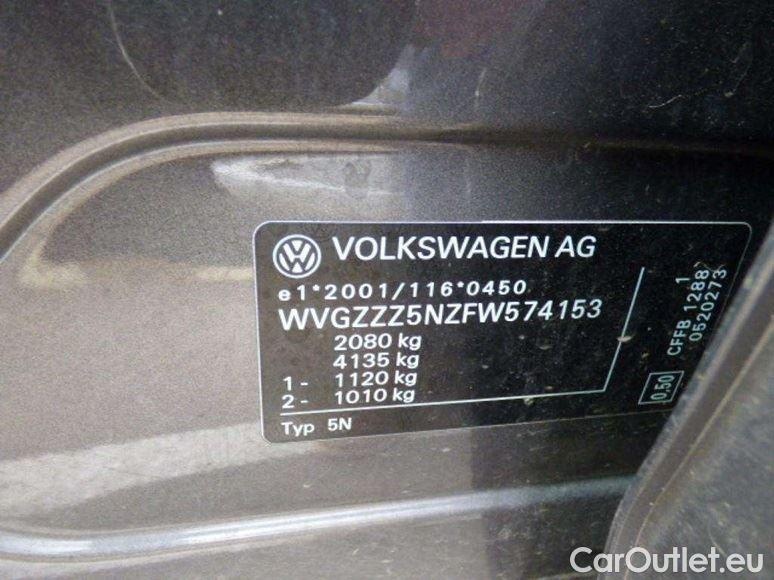 VOLKSWAGEN AG
e1*2001/116*0450
WVGZZZ5NZFW574153
2080 kg
4135 kg
1- 1120 kg
2- 1010 kg
Typ 5N
0,50
CFFB 1288 1
0520273
CarOutlet.eu